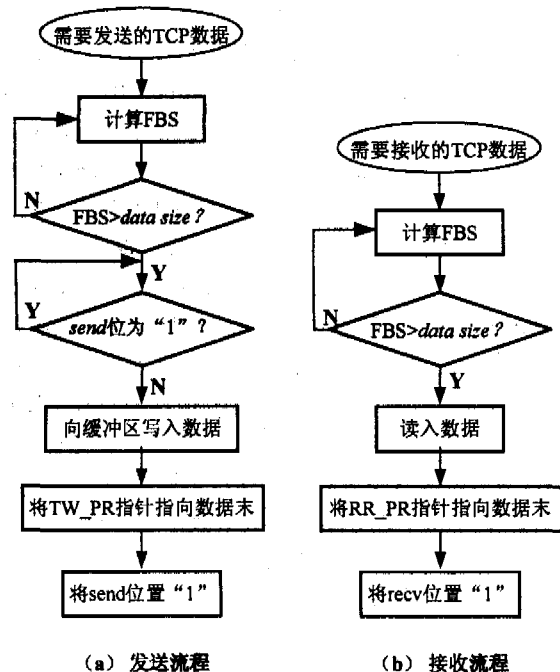 需要发送的TCP数据
计算FBS
N
FBS>data size？
Y
Y
send位为“1”？
N
向缓冲区写入数据
将TW_PR指针指向数据末
将send位置“1”
（a） 发送流程
需要接收的TCP数据
计算FBS
N
FBS>data size？
Y
读入数据
将RR_PR指针指向数据末
将recv位置“1”
（b） 接收流程